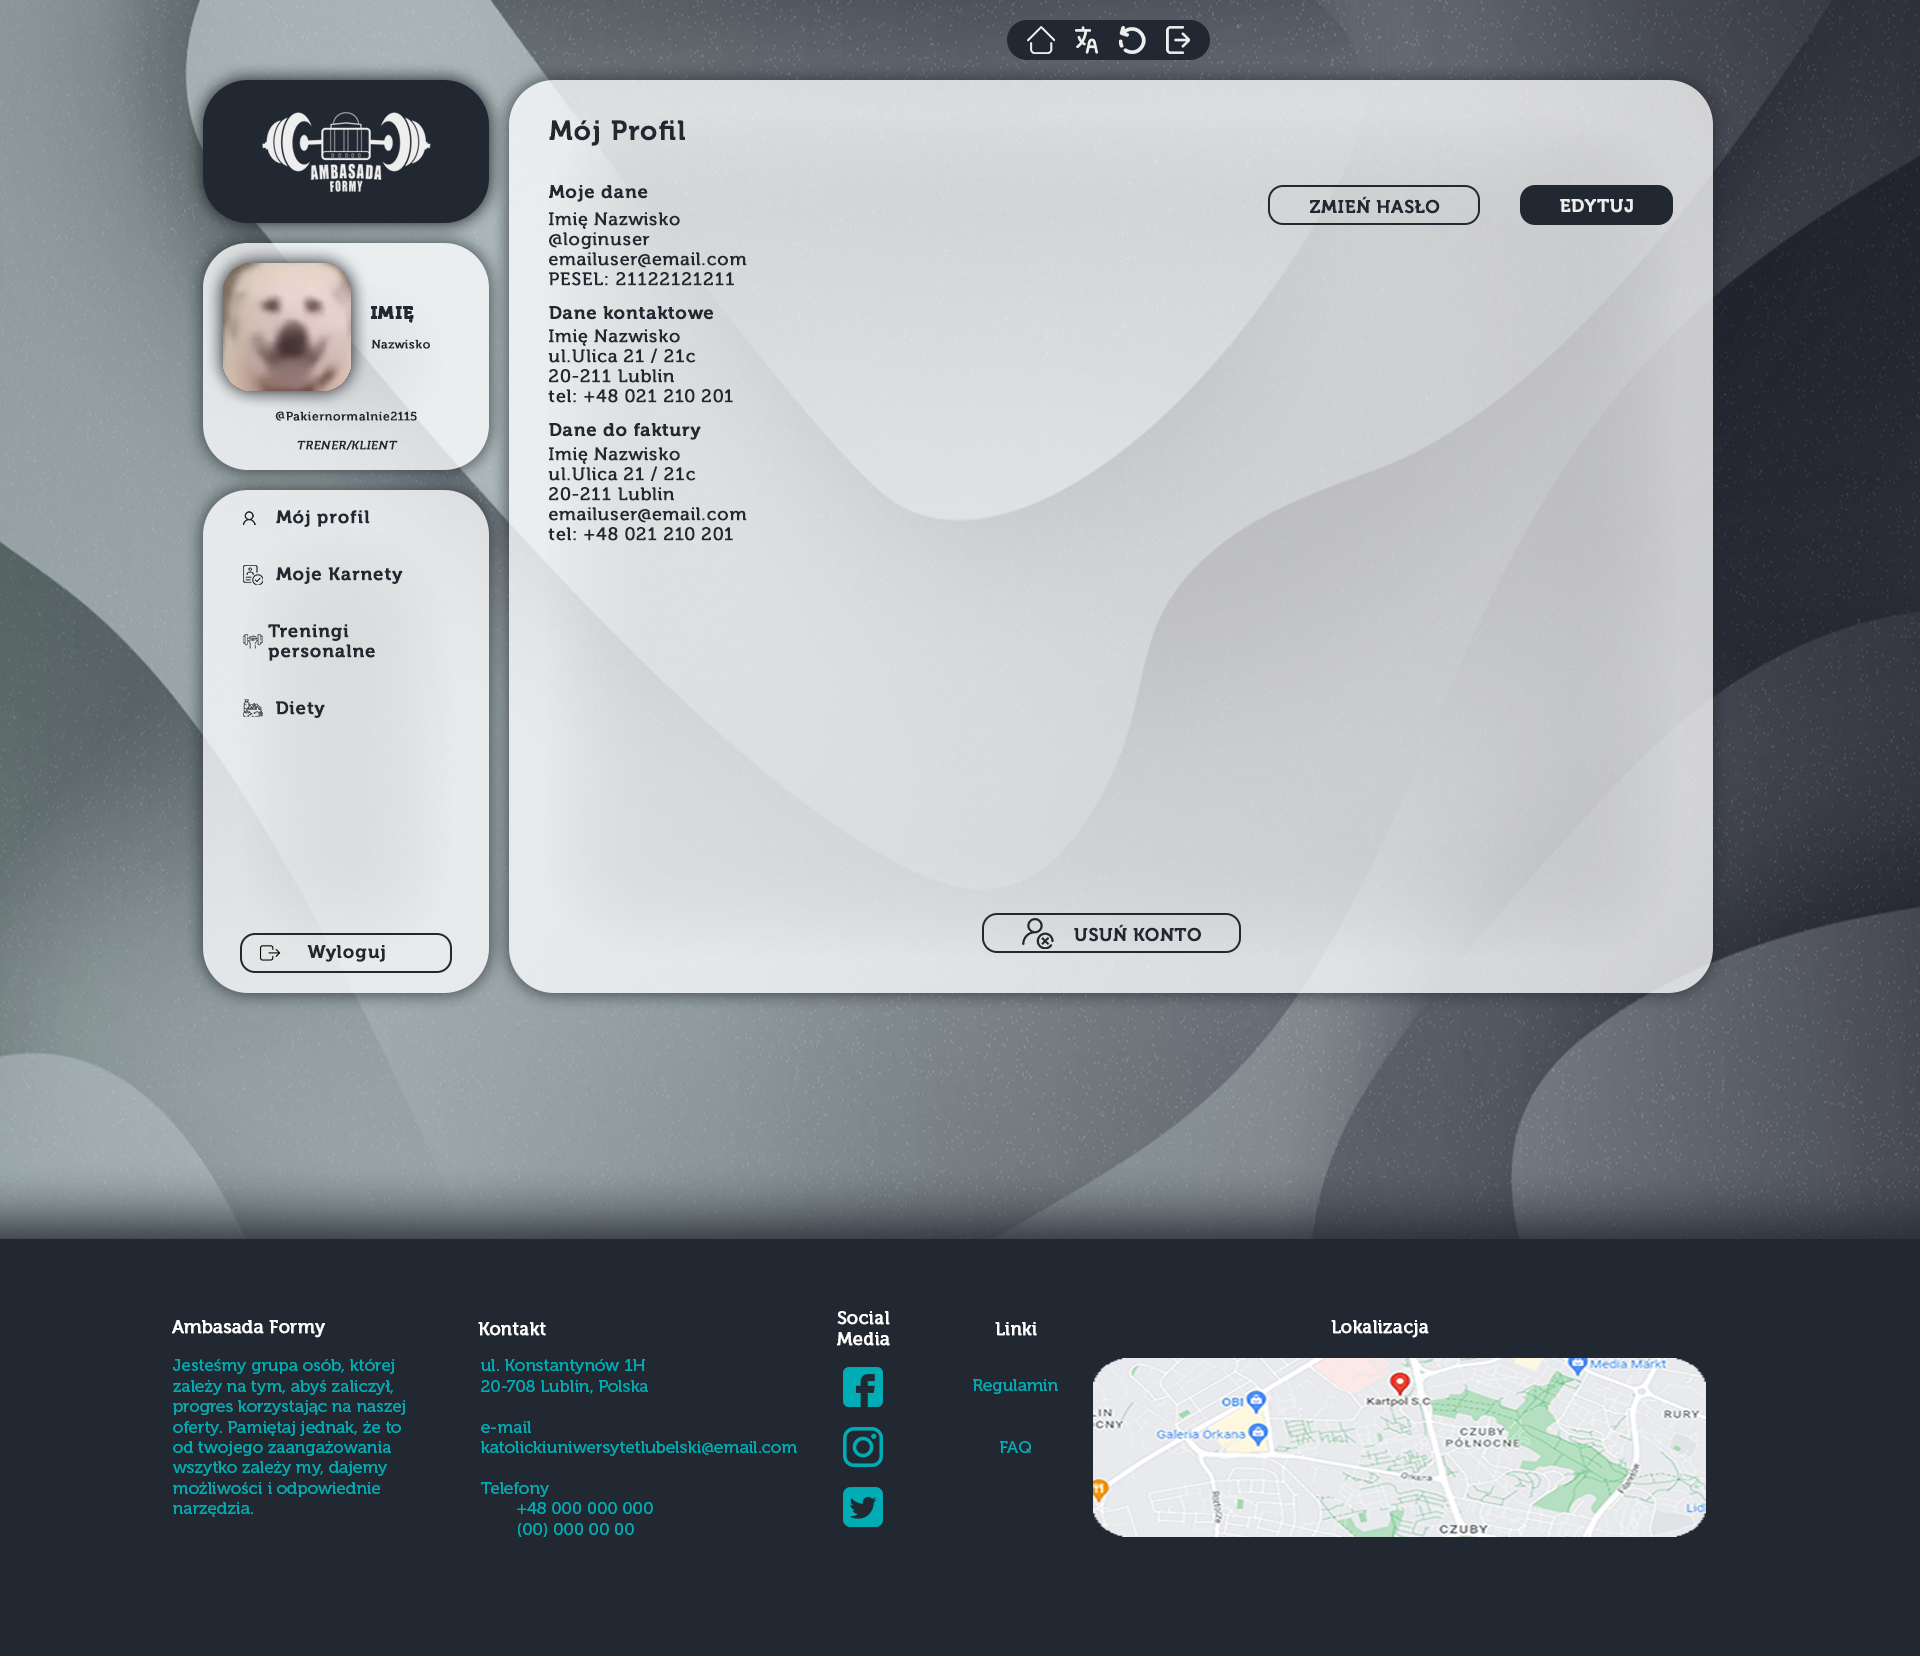 AMBASADA
FORMY
IMIĘ
Nazwisko
@Pakiernormalnie2115
TRENER/KLIENT
Mój profil
Moje Karnety
Treningi
personalne
Diety
Wyloguj
Mój Profil
Moje dane
Imię Nazwisko
@loginuser
emailuser@email.com
PESEL: 21122121211
ZMIEŃ HASŁO
EDYTUJ
Dane kontaktowe
Imię Nazwisko
ul.Ulica 21 / 21c
20-211 Lublin
tel: +48 021 210 201
Dane do faktury
Imię Nazwisko
ul.Ulica 21 / 21c
20-211 Lublin
emailuser@email.com
tel: +48 021 210 201
USUŃ KONTO
Ambasada Formy
Jesteśmy grupa osób, której
zależy na tym, abyś zaliczył,
progres korzystając na naszej
oferty. Pamiętaj jednak, że to
od twojego zaangażowania
wszytko zależy my, dajemy
możliwości i odpowiednie
narzędzia.
Kontakt
ul. Konstantynów 1H
20-708 Lublin, Polska
e-mail
katolickiuniwersytetlubelski@email.com
Telefony
+48 000 000 000
(00) 000 00 00
Social
Media
Linki
Regulamin
FAQ
Lokalizacja
Media Markt
Kartpol S.C
OBI
LIN
CNY
RURY
Galeria Orkana
CZUBY
PÓŁNOCNE
Orkana
Filaretów
Lid
CZUBY